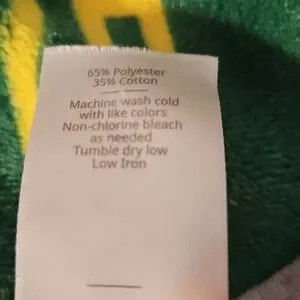 65% Polyester
35% Cotton
Machine wash cold
with like colors
Non-chlorine bleach
as needed
Tumble dry low
Low Iron